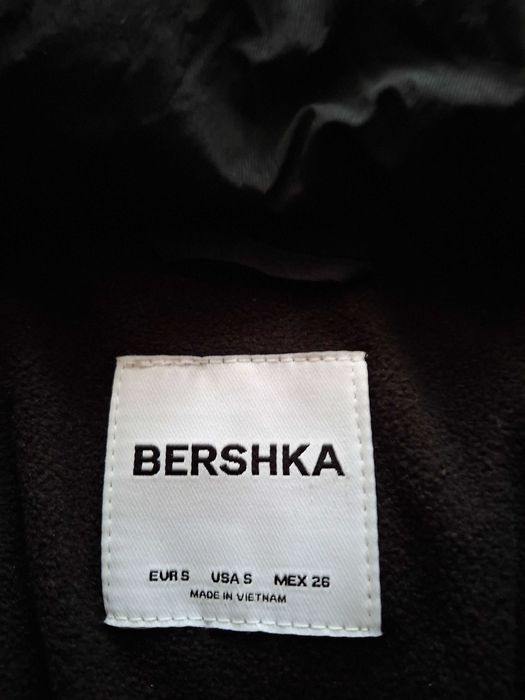 BERSHKA
EUR S USA S MEX 26
MADE IN VIETNAM